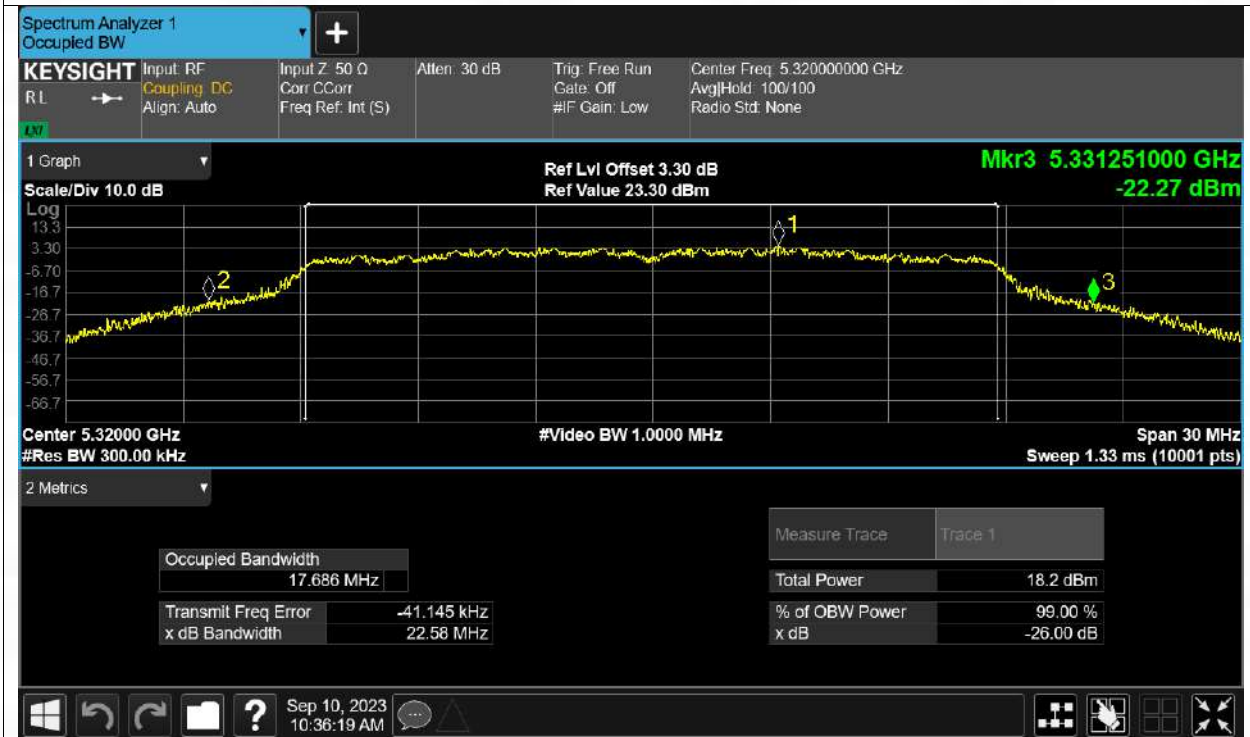 Spectrum Analyzer 1
Occupied BW
+
KEYSIGHT
R L
LXI
Input: RF
Coupling: DC
Align: Auto
Input Z: 50 Ω
Corr CCorr
Freq Ref: Int (S)
Atten: 30 dB
Trig: Free Run
Gate: Off
#IF Gain: Low
Center Freq: 5.320000000 GHz
Avg|Hold: 100/100
Radio Std: None
1 Graph
Scale/Div 10.0 dB
Ref Lvl Offset 3.30 dB
Ref Value 23.30 dBm
Mkr3 5.331251000 GHz
-22.27 dBm
Log
13.3
3.30
-6.70
-16.7
-26.7
-36.7
-46.7
-56.7
-66.7
1
2
3
Center 5.32000 GHz
#Video BW 1.0000 MHz
Span 30 MHz
#Res BW 300.00 kHz
Sweep 1.33 ms (10001 pts)
2 Metrics
Measure Trace
Trace 1
Occupied Bandwidth
17.686 MHz
Total Power
18.2 dBm
Transmit Freq Error
-41.145 kHz
% of OBW Power
99.00 %
x dB Bandwidth
22.58 MHz
x dB
-26.00 dB
?
Sep 10, 2023
10:36:19 AM